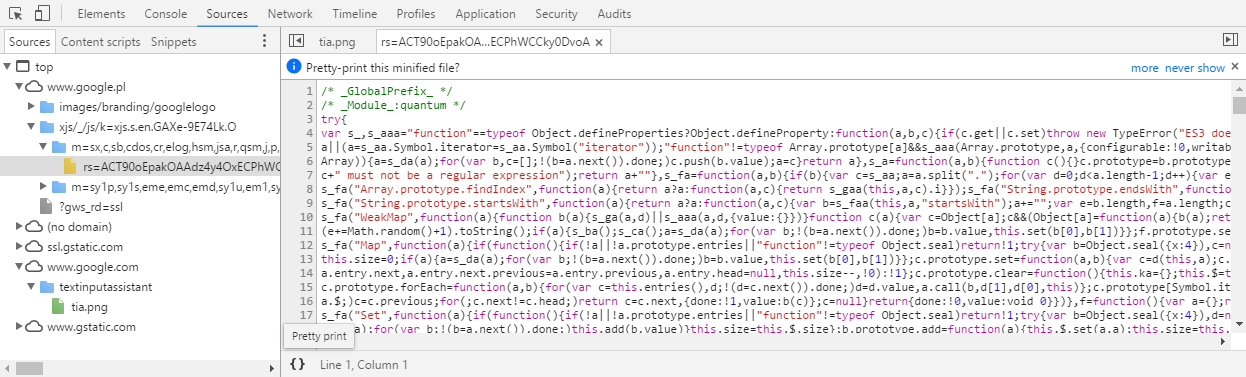 Elements Console Sources Network Timeline Profiles Application Security Audits
Sources Content scripts Snippets
tia.png rs=ACT90oEpakOA...ECPhWCCky0DvoA ×
top
www.google.pl
images/branding/googlelogo
xjs/_/js/k=xjs.s.en.GAXe-9E74Lk.O
m=sx,c,sb,cdos,cr,elog,hsm,jsa,r,qsm,j,p,
rs=ACT90oEpakOAAdz4y4OxECPhWC
m=sy1p,sy1s,eme,emc,emd,sy1u,em1,sy
?gws_rd=ssl
(no domain)
ssl.gstatic.com
www.google.com
textinputassistant
tia.png
www.gstatic.com
Pretty-print this minified file? more never show ×
1 /* _GlobalPrefix_ */
2 /* _Module_:quantum */
3 try{
4 var s_,s_aaa="function"==typeof Object.defineProperties?Object.defineProperty:function(a,b,c){if(c.get||c.set)throw new TypeError("ES3 doe
5 a||(a=s_aa.Symbol.iterator=s_aa.Symbol("iterator"));"function"!=typeof Array.prototype[a]&&s_aaa(Array.prototype,a,{configurable:!0,writab
6 Array)){a=s_da(a);for(var b,c=[];!(b=a.next()).done;)c.push(b.value);a=c}return a},s_a=function(a,b){function c(){}c.prototype=b.prototype
7 c+" must not be a regular expression");return a+""},s_fa=function(a,b){if(b){var c=s_aa;a=a.split(".");for(var d=0;d<a.length-1;d++){var e
8 s_fa("Array.prototype.findIndex",function(a){return a?a:function(a,c){return s_gaa(this,a,c).i}});s_fa("String.prototype.endsWith",function
9 s_fa("String.prototype.startsWith",function(a){return a?a:function(a,c){var b=s_faa(this,a,"startsWith");a+="";var e=b.length,f=a.length;c
10 s_fa("WeakMap",function(a){function b(a){s_ga(a,d)||s_aaa(a,d,{value:{}})}function c(a){var c=Object[a];c&&(Object[a]=function(a){b(a);ret
11 (e+=Math.random()+1).toString();if(a){s_ba();s_ca();a=s_da(a);for(var b;!(b=a.next()).done;)b=b.value,this.set(b[0],b[1])}};f.prototype.se
12 s_fa("Map",function(a){if(function(){if(!a||!a.prototype.entries||"function"!=typeof Object.seal)return!1;try{var b=Object.seal({x:4}),c=n
13 this.size=0;if(a){a=s_da(a);for(var b;!(b=a.next()).done;)b=b.value,this.set(b[0],b[1])}};c.prototype.set=function(a,b){var c=d(this,a);c.
14 a.entry.next,a.entry.next.previous=a.entry.previous,a.entry.head=null,this.size--,!0):!1};c.prototype.clear=function(){this.ka={};this.$=t
15 c.prototype.forEach=function(a,b){for(var c=this.entries(),d;!(d=c.next()).done;)d=d.value,a.call(b,d[1],d[0],this)};c.prototype[Symbol.it
16 a.$;)c=c.previous;for(;c.next!=c.head;)return c=c.next,{done:!1,value:b(c)};c=null}return{done:!0,value:void 0}})},f=function(){var a={};r
17 s_fa("Set",function(a){if(function(){if(!a||!a.prototype.entries||"function"!=typeof Object.seal)return!1;try{var b=Object.seal({x:4}),d=n
a):for(var b:!(b=a.next()).done:)this.add(b.value)}this.size=this.$.size}:b.prototype.add=function(a){this.$.set(a,a):this.size=this.
Pretty print
{} Line 1, Column 1